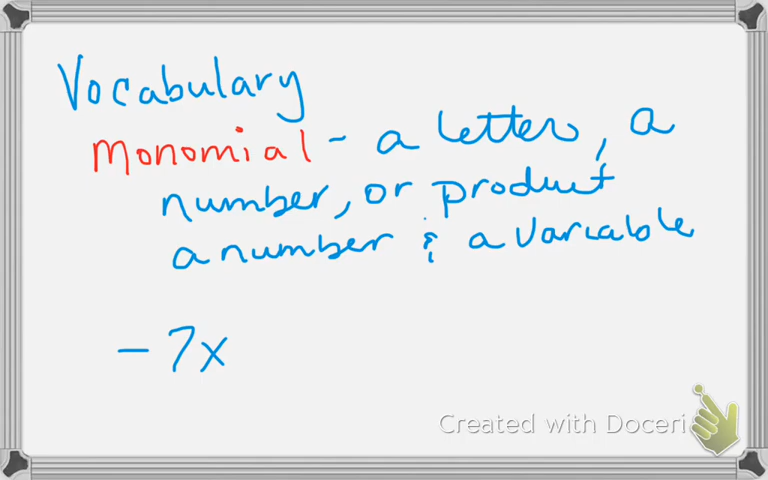 Vocabulary
Monomial - a letter, a
number, or product
a number & a variable
- 7x
Created with Doceri